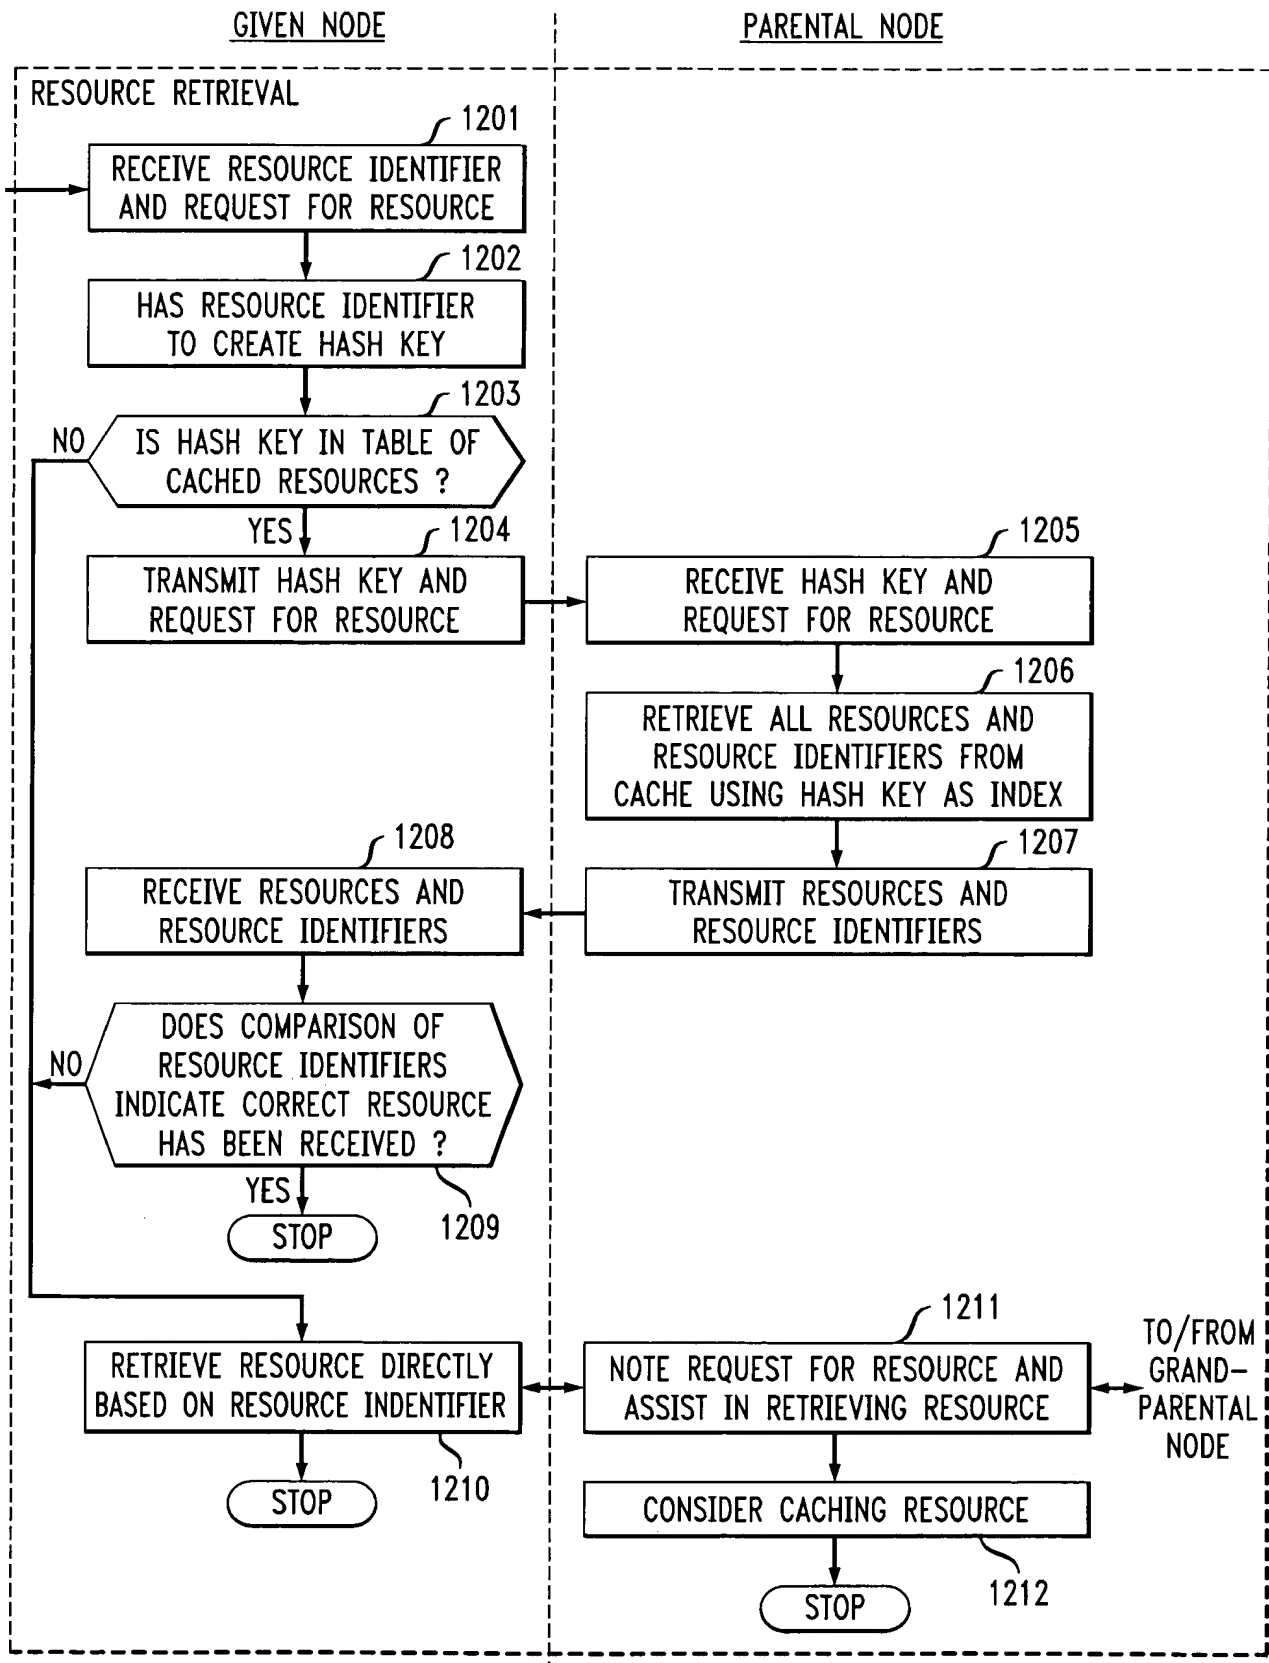 GIVEN NODE
PARENTAL NODE
RESOURCE RETRIEVAL
1201
RECEIVE RESOURCE IDENTIFIER
AND REQUEST FOR RESOURCE
1202
HAS RESOURCE IDENTIFIER
TO CREATE HASH KEY
1203
NO
IS HASH KEY IN TABLE OF
CACHED RESOURCES ?
YES
1204
TRANSMIT HASH KEY AND
REQUEST FOR RESOURCE
1205
RECEIVE HASH KEY AND
REQUEST FOR RESOURCE
1206
RETRIEVE ALL RESOURCES AND
RESOURCE IDENTIFIERS FROM
CACHE USING HASH KEY AS INDEX
1207
TRANSMIT RESOURCES AND
RESOURCE IDENTIFIERS
1208
RECEIVE RESOURCES AND
RESOURCE IDENTIFIERS
NO
DOES COMPARISON OF
RESOURCE IDENTIFIERS
INDICATE CORRECT RESOURCE
HAS BEEN RECEIVED ?
YES
1209
STOP
RETRIEVE RESOURCE DIRECTLY
BASED ON RESOURCE INDENTIFIER
1210
STOP
1211
NOTE REQUEST FOR RESOURCE AND
ASSIST IN RETRIEVING RESOURCE
TO/FROM
GRAND-
PARENTAL
NODE
CONSIDER CACHING RESOURCE
1212
STOP